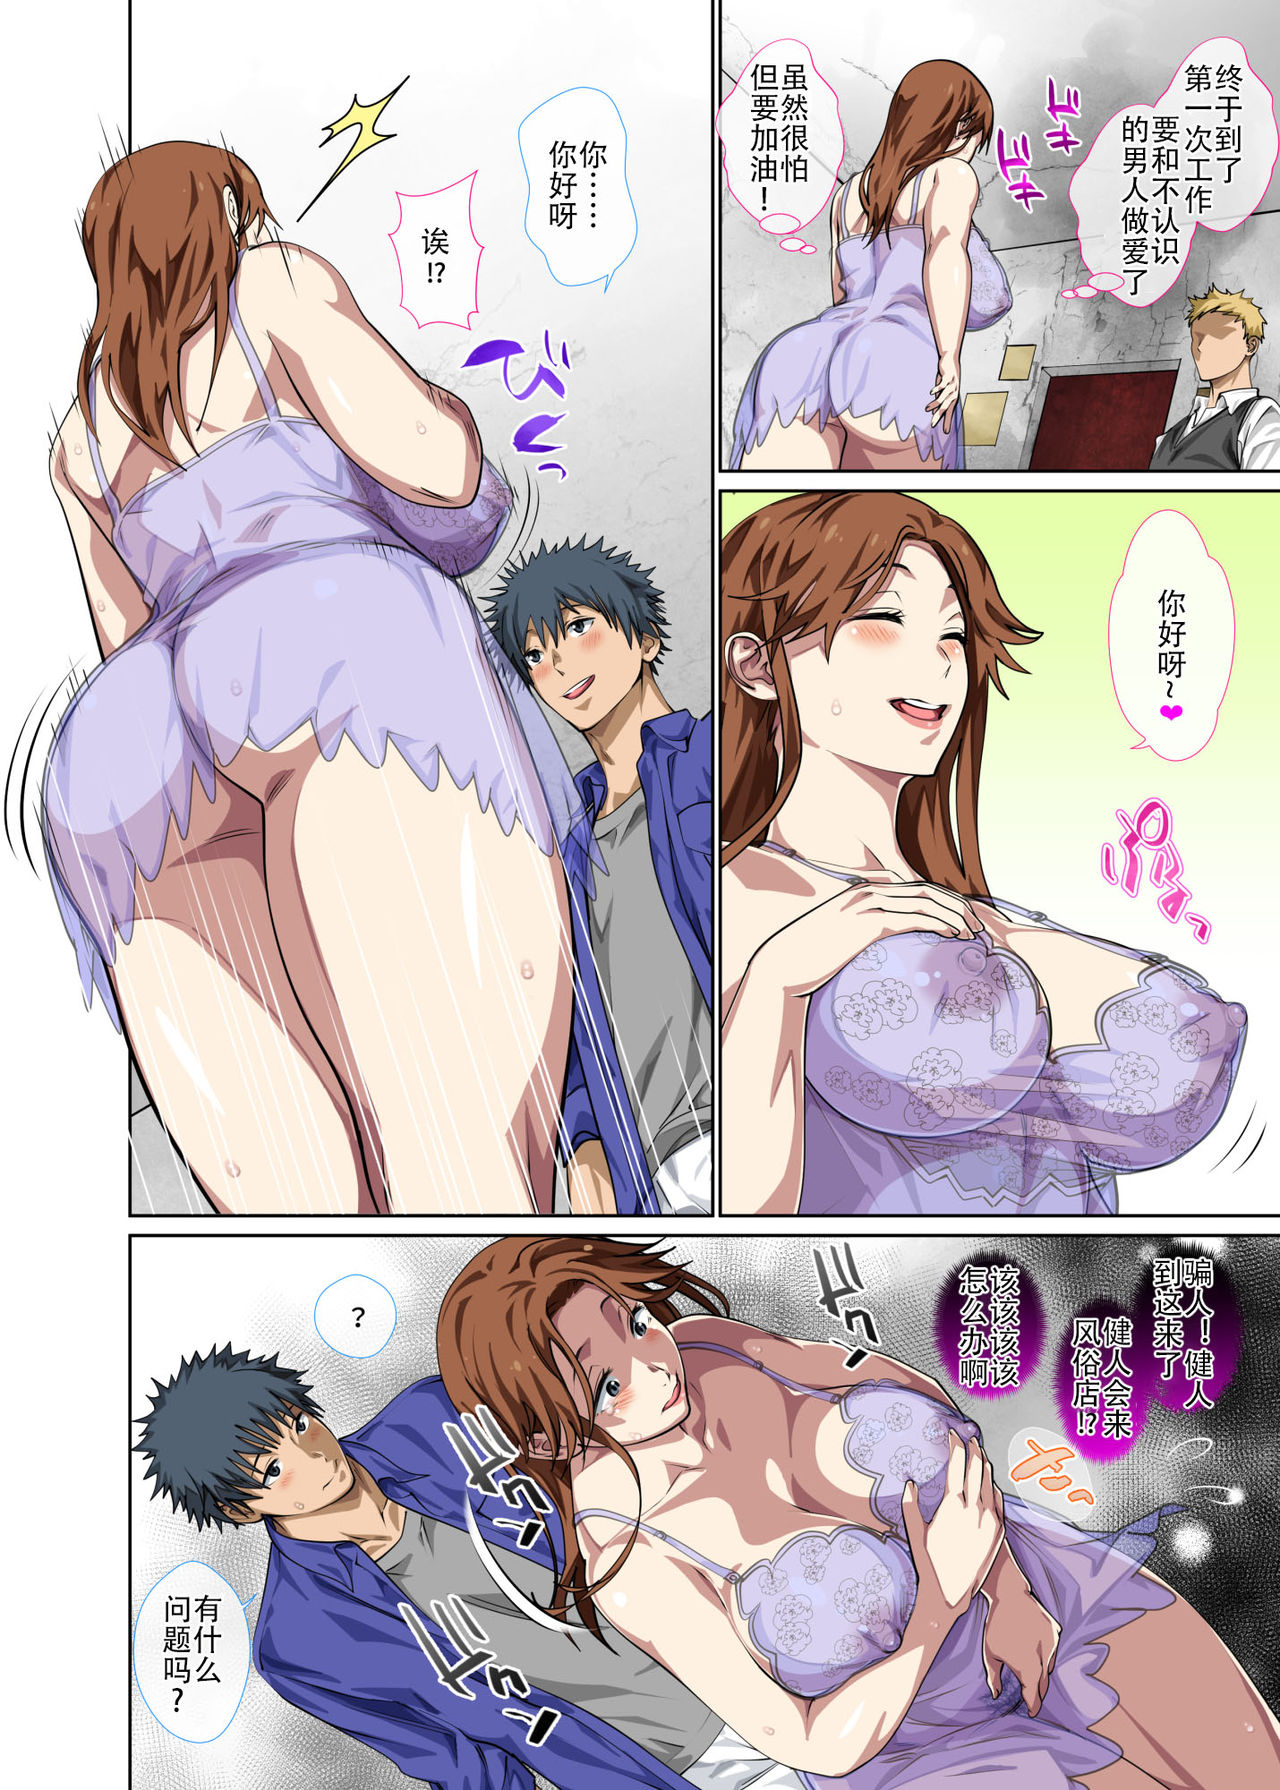 终于到了
第一次工作
要和不认识
的男人做爱了
ドキ
ドキ
虽然很怕
但要加油！
你好呀~❤
你……
你好呀
诶!?
びくっ
骗人！健人
到这来了
健人会来
风俗店!?
该该该该
怎么办啊
？
有什么
问题吗？